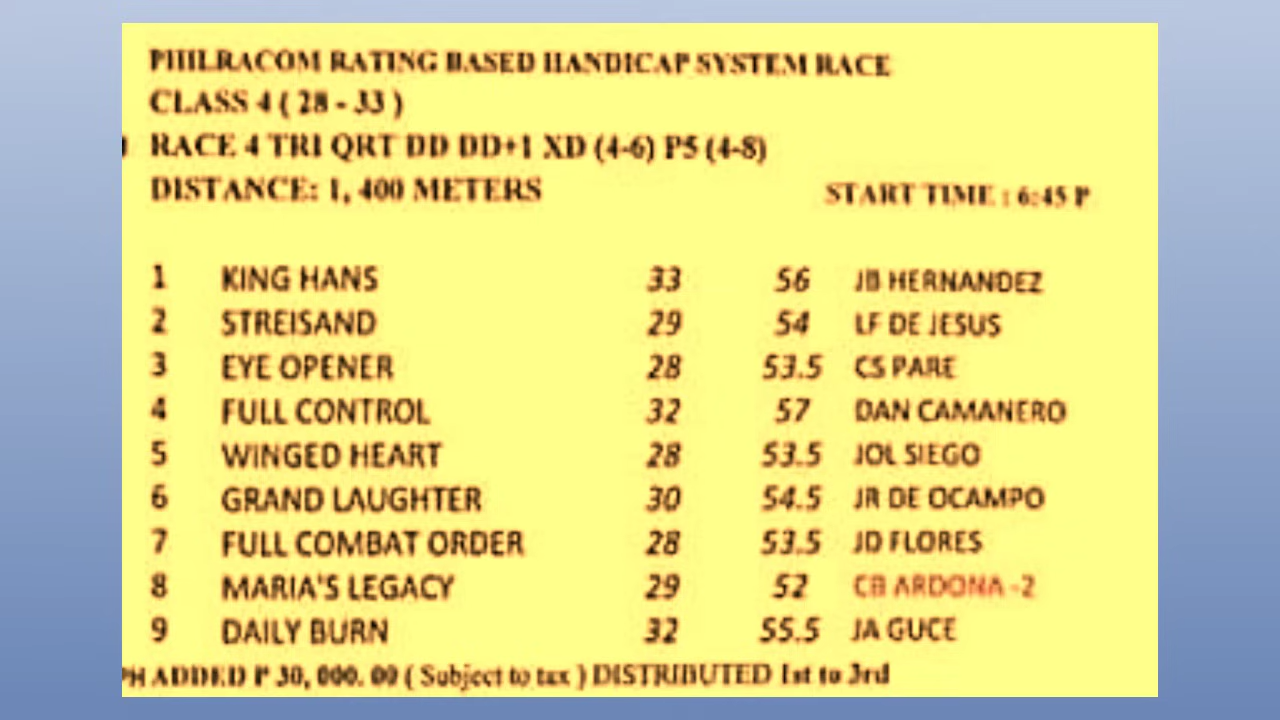 PHILRACOM RATING BASED HANDICAP SYSTEM RACE
CLASS 4 ( 28 - 33 )
RACE 4 TRI QRT DD DD+1 XD (4-6) P5 (4-8)
DISTANCE: 1, 400 METERS START TIME : 6:45 P
1 KING HANS 33 56 JB HERNANDEZ
2 STREISAND 29 54 LF DE JESUS
3 EYE OPENER 28 53.5 CS PARE
4 FULL CONTROL 32 57 DAN CAMANERO
5 WINGED HEART 28 53.5 JOL SIEGO
6 GRAND LAUGHTER 30 54.5 JR DE OCAMPO
7 FULL COMBAT ORDER 28 53.5 JD FLORES
8 MARIA'S LEGACY 29 52 CB ARDONA -2
9 DAILY BURN 32 55.5 JA GUCE
PH ADDED P 30, 000. 00 ( Subject to tax ) DISTRIBUTED 1st to 3rd